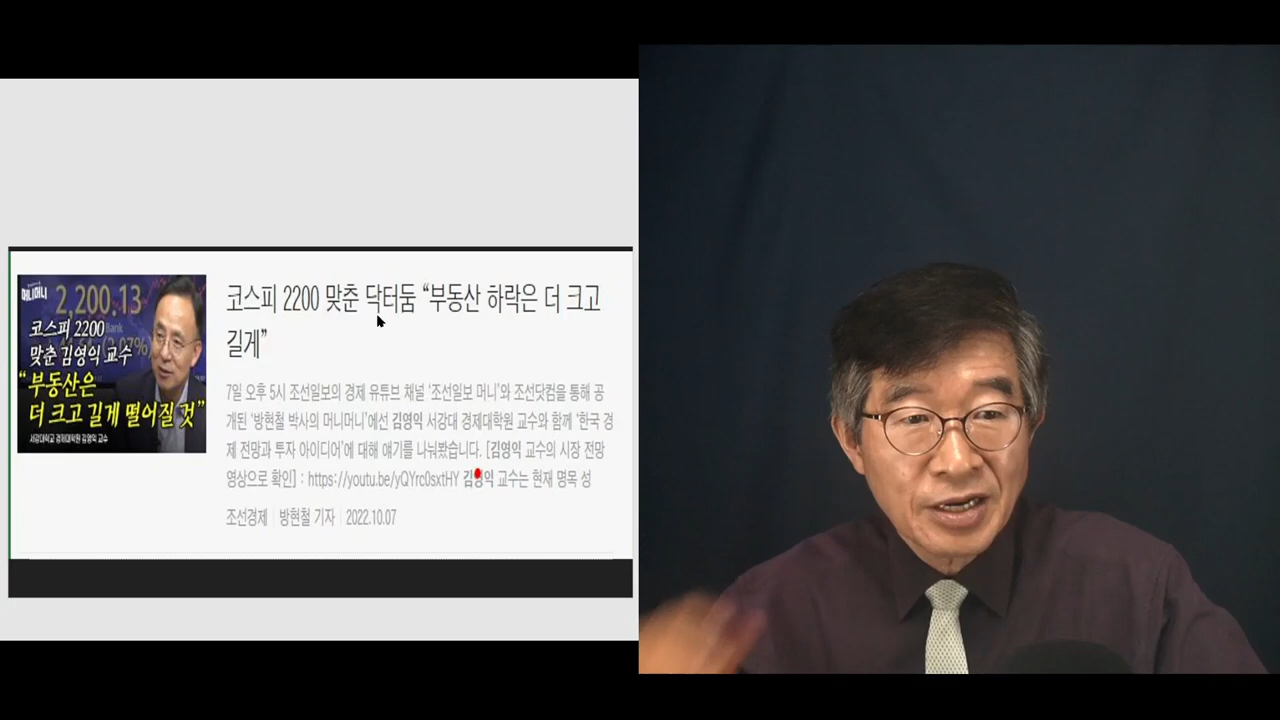 머니머니
2,200.13
코스피 2200
Bank
맞춘 김영익 교수
“부동산은
더 크고 길게 떨어질 것”
서강대학교 경제대학원 김영익 교수
코스피 2200 맞춘 닥터둠 “부동산 하락은 더 크고
길게”
7일 오후 5시 조선일보의 경제 유튜브 채널 ‘조선일보 머니’와 조선닷컴을 통해 공
개된 ‘방현철 박사의 머니머니’에선 김영익 서강대 경제대학원 교수와 함께 ‘한국 경
제 전망과 투자 아이디어’에 대해 얘기를 나눠봤습니다. [김영익 교수의 시장 전망
영상으로 확인] : https://youtu.be/yQYrc0sxtHY 김영익 교수는 현재 명목 성
조선경제 | 방현철 기자 | 2022.10.07